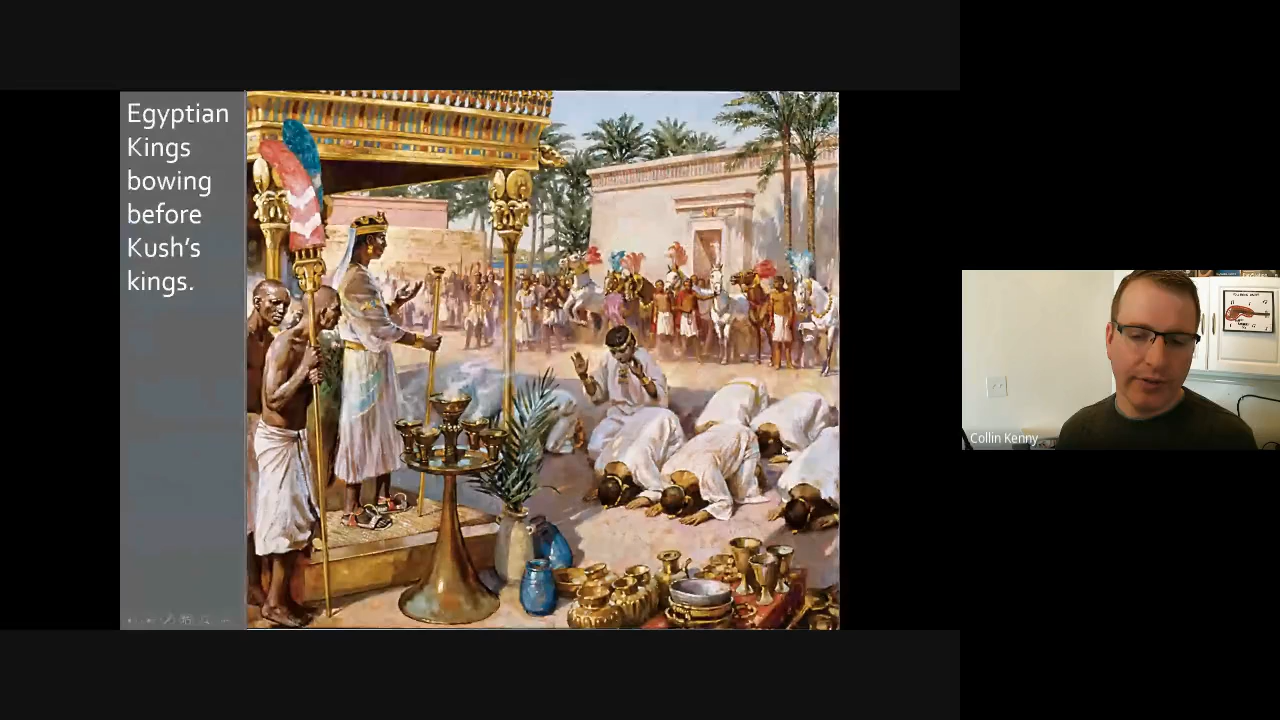 Egyptian
Kings
bowing
before
Kush's
kings.
Collin Kenny